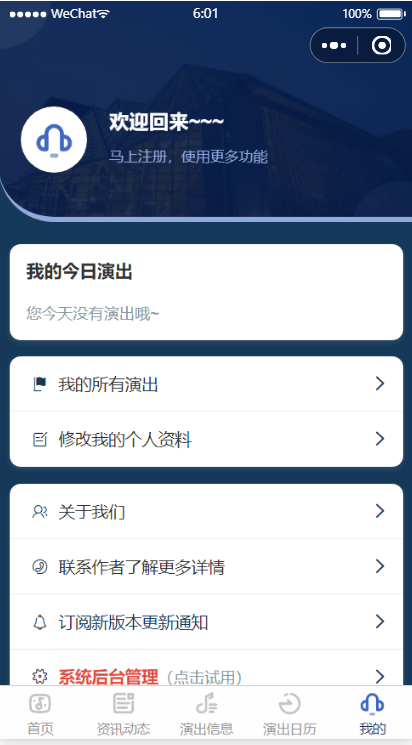 WeChat 6:01 100%
欢迎回来~~~
马上注册，使用更多功能
我的今日演出
您今天没有演出哦~
我的所有演出
修改我的个人资料
关于我们
联系作者了解更多详情
订阅新版本更新通知
系统后台管理（点击试用）
首页 资讯动态 演出信息 演出日历 我的